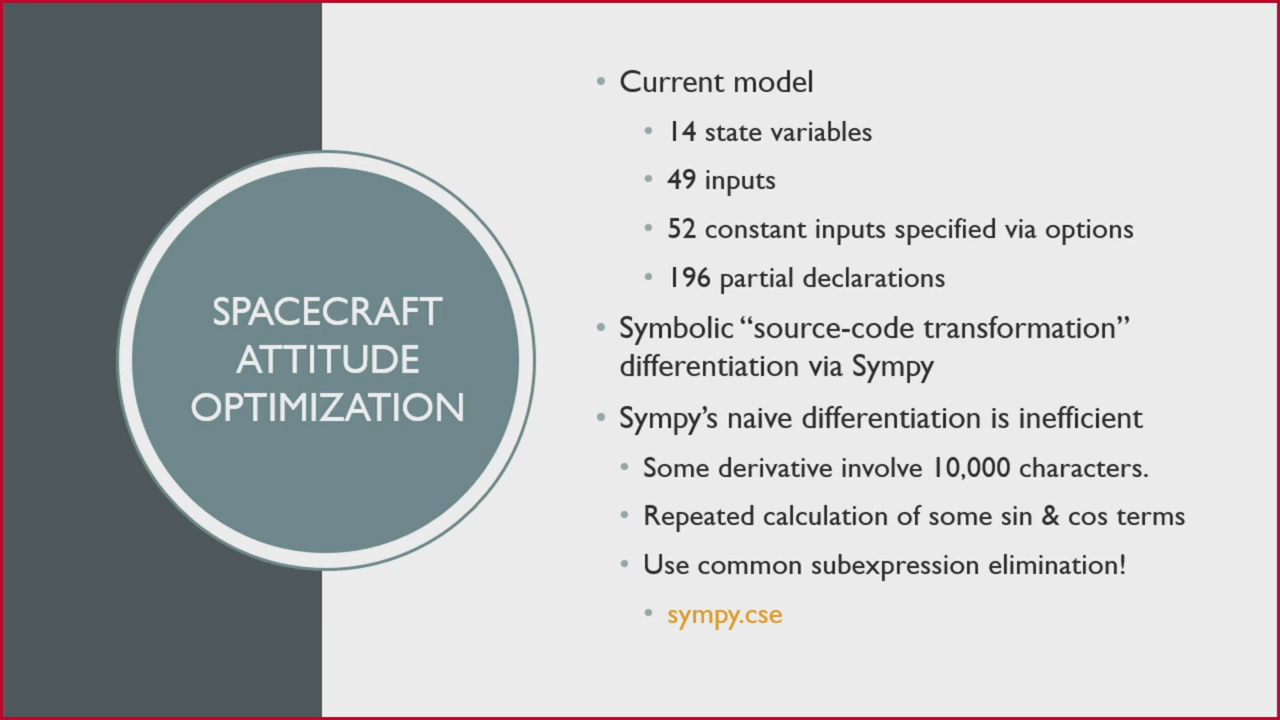 SPACECRAFT
ATTITUDE
OPTIMIZATION
• Current model
• 14 state variables
• 49 inputs
• 52 constant inputs specified via options
• 196 partial declarations
• Symbolic “source-code transformation”
differentiation via Sympy
• Sympy’s naive differentiation is inefficient
• Some derivative involve 10,000 characters.
• Repeated calculation of some sin & cos terms
• Use common subexpression elimination!
• sympy.cse